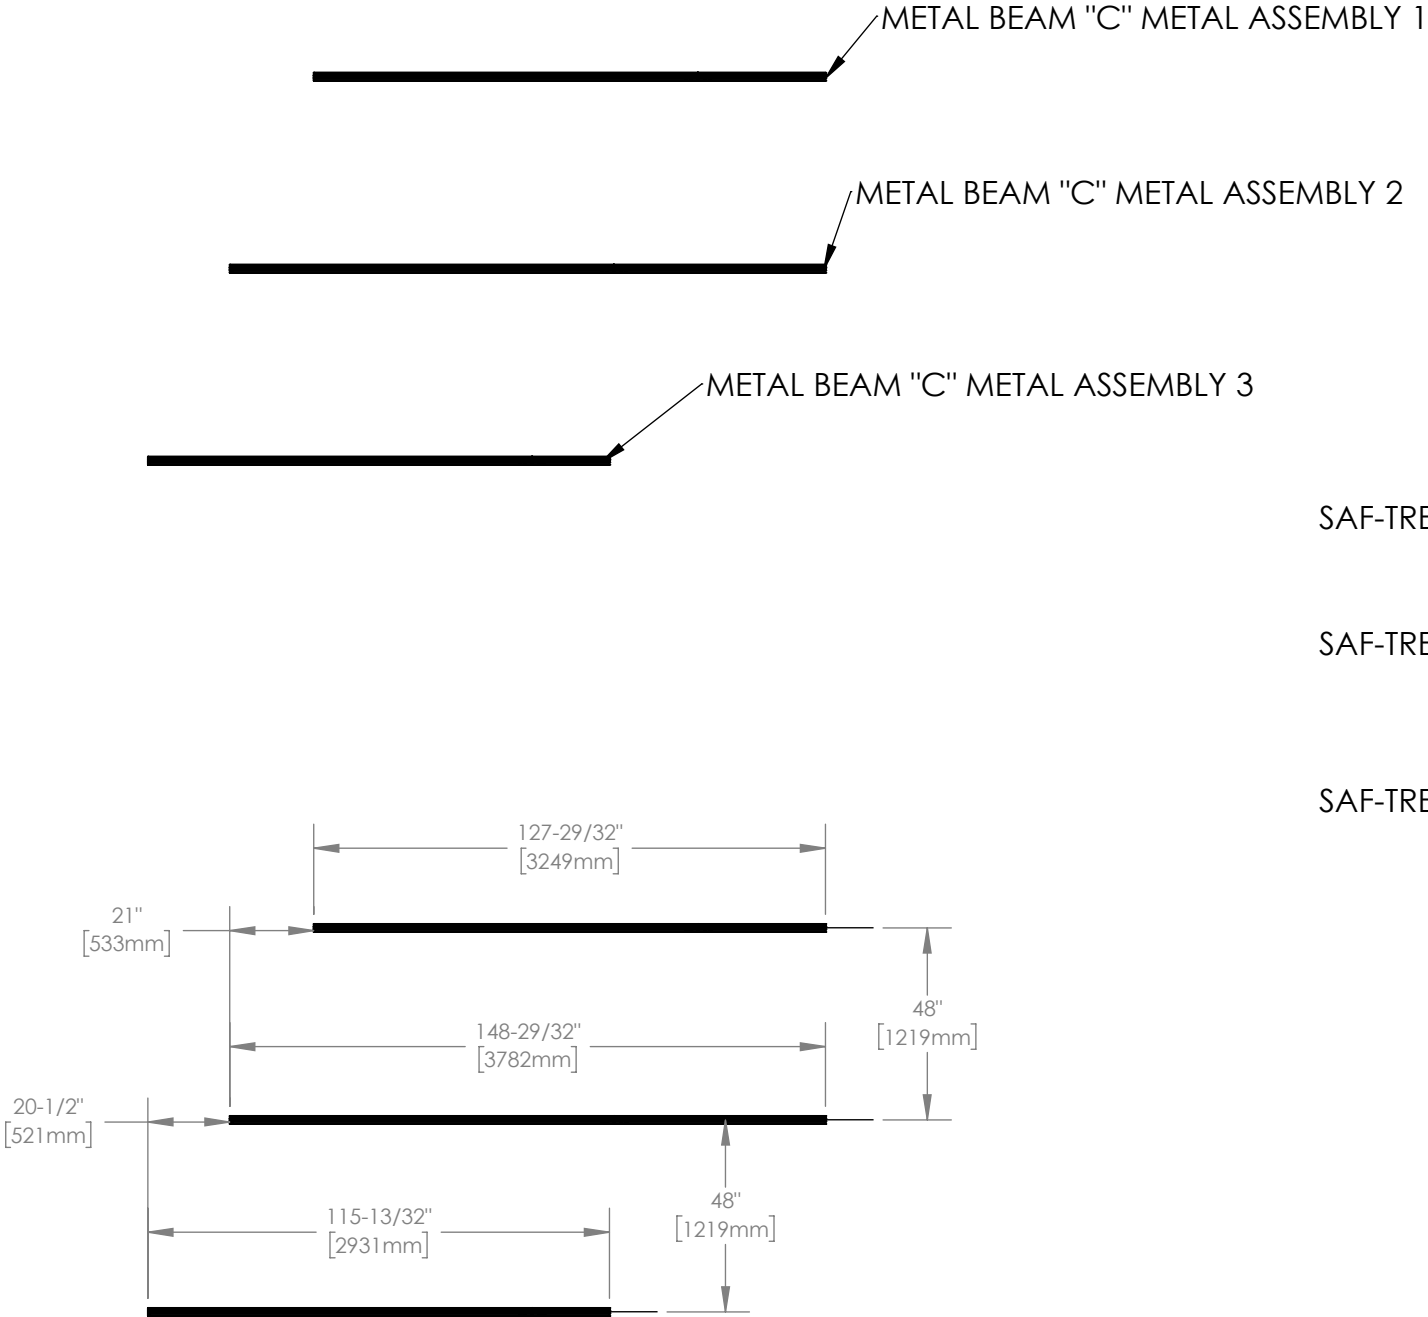 METAL BEAM "C" METAL ASSEMBLY 1
METAL BEAM "C" METAL ASSEMBLY 2
METAL BEAM "C" METAL ASSEMBLY 3
SAF-TRE
SAF-TRE
SAF-TRE
127-29/32"
[3249mm]
21"
[533mm]
48"
[1219mm]
148-29/32"
[3782mm]
20-1/2"
[521mm]
48"
[1219mm]
115-13/32"
[2931mm]